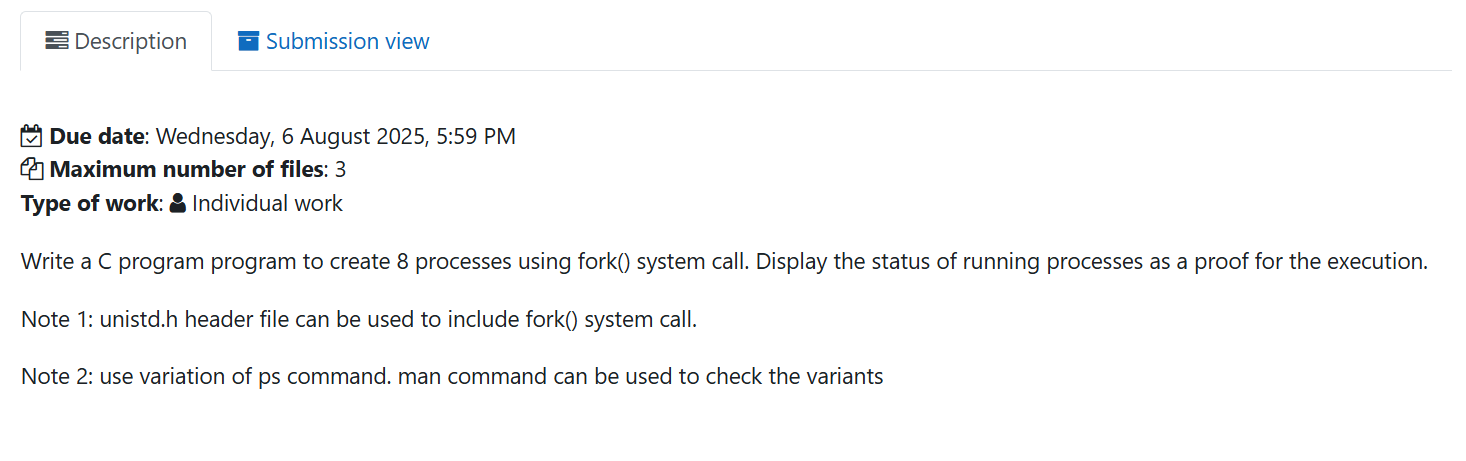 Description
Submission view
Due date: Wednesday, 6 August 2025, 5:59 PM
Maximum number of files: 3
Type of work: Individual work
Write a C program program to create 8 processes using fork() system call. Display the status of running processes as a proof for the execution.
Note 1: unistd.h header file can be used to include fork() system call.
Note 2: use variation of ps command. man command can be used to check the variants